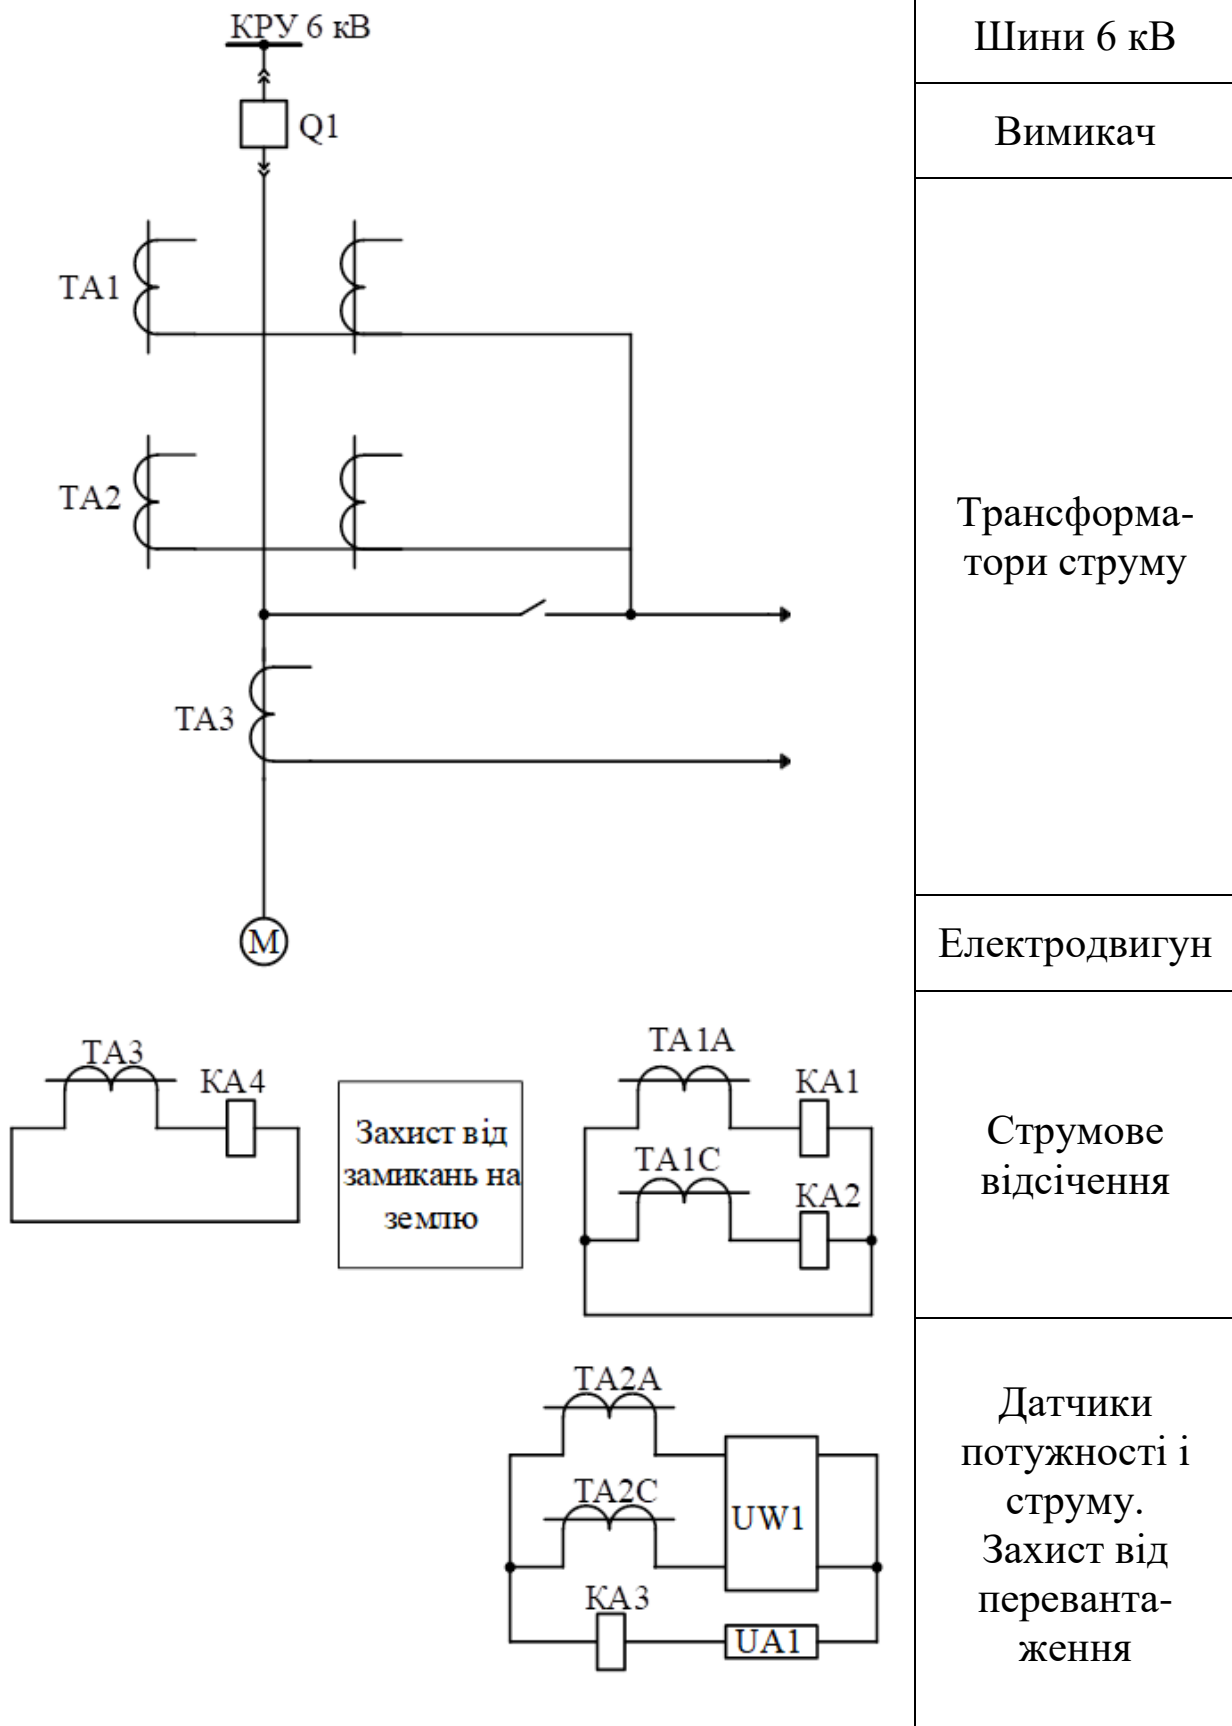 КРУ 6 кВ
Шини 6 кВ
Q1
Вимикач
TA1
TA2
Трансформа-
тори струму
TA3
M
Електродвигун
TA3
KA4
Захист від
замикань на
землю
TA1A
KA1
TA1C
KA2
Струмове
відсічення
TA2A
TA2C
UW1
KA3
UA1
Датчики
потужності і
струму.
Захист від
переванта-
ження